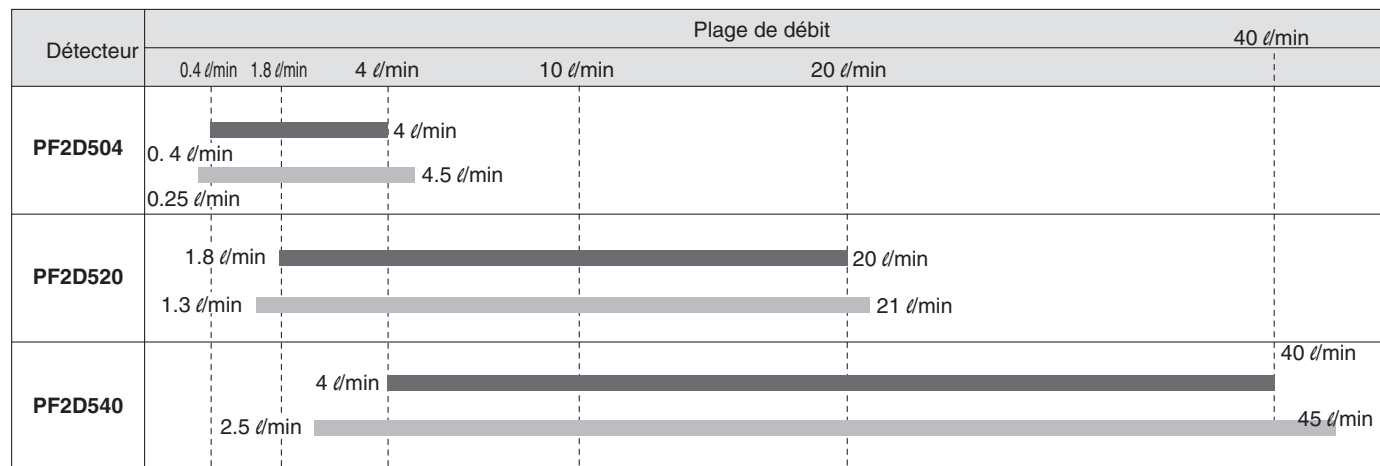 Plage de débit
Détecteur
40 ℓ/min
0.4 ℓ/min 1.8 ℓ/min 4 ℓ/min 10 ℓ/min 20 ℓ/min
PF2D504
4 ℓ/min
0. 4 ℓ/min
4.5 ℓ/min
0.25 ℓ/min
PF2D520
1.8 ℓ/min 20 ℓ/min
1.3 ℓ/min 21 ℓ/min
PF2D540
40 ℓ/min
4 ℓ/min
2.5 ℓ/min 45 ℓ/min